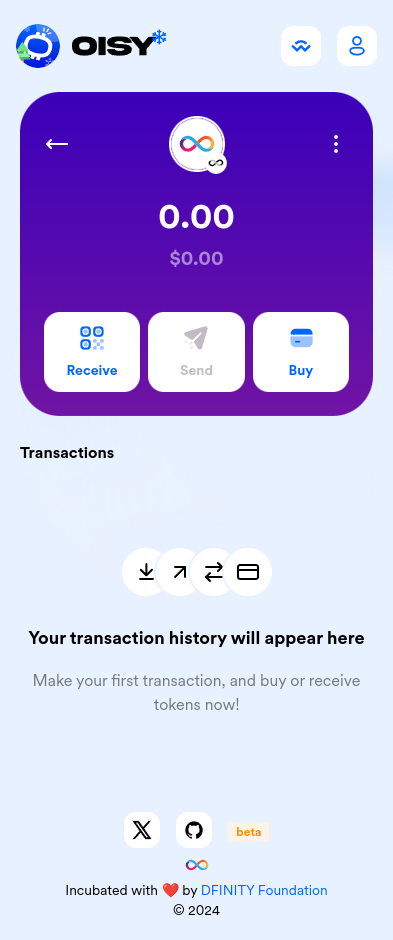 OISY
0.00
$0.00
Receive
Send
Buy
Transactions
Your transaction history will appear here
Make your first transaction, and buy or receive
tokens now!
beta
Incubated with ❤️ by DFINITY Foundation
© 2024